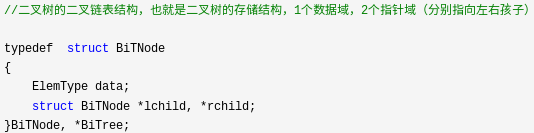 //二叉树的二叉链表结构，也就是二叉树的存储结构，1个数据域，2个指针域（分别指向左右孩子）
typedef  struct BiTNode
{
    ElemType data;
    struct BiTNode *lchild, *rchild;
}BiTNode, *BiTree;